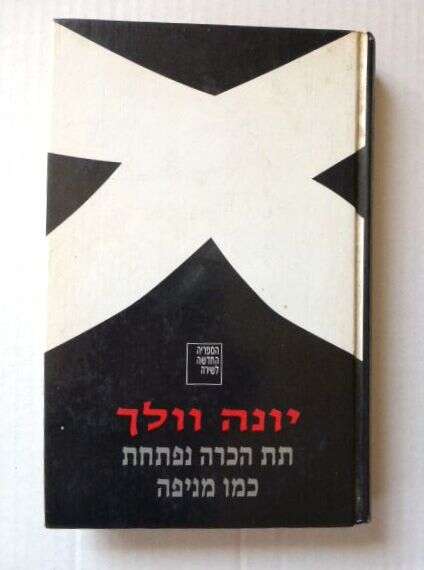 הספריה
החדשה
לשירה
יונה וולך
תת הכרה נפתחת
כמו מניפה